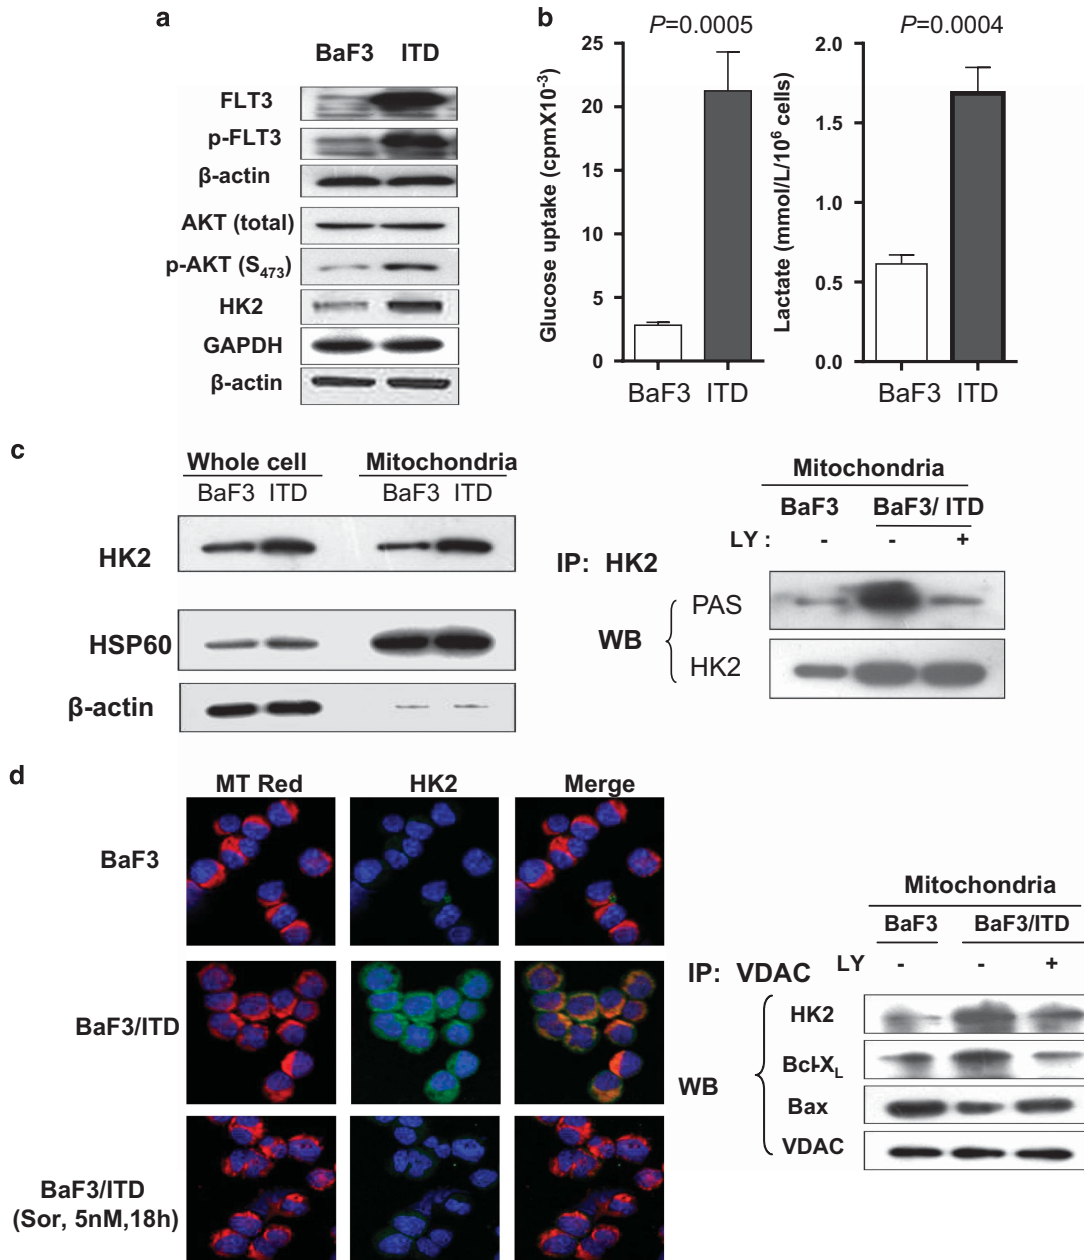 a
BaF3 ITD
FLT3
p-FLT3
β-actin
AKT (total)
p-AKT (S473)
HK2
GAPDH
β-actin
b
P=0.0005
Glucose uptake (cpmX10-3)
25
20
15
10
5
0
BaF3 ITD
P=0.0004
Lactate (mmol/L/10⁶ cells)
2.0
1.5
1.0
0.5
0.0
BaF3 ITD
c
Whole cell Mitochondria
BaF3 ITD BaF3 ITD
HK2
HSP60
β-actin
Mitochondria
BaF3 BaF3/ ITD
LY : - - +
IP: HK2
WB
PAS
HK2
d
MT Red HK2 Merge
BaF3
BaF3/ITD
BaF3/ITD
(Sor, 5nM,18h)
Mitochondria
BaF3 BaF3/ITD
IP: VDAC LY - - +
WB
HK2
Bcl-XL
Bax
VDAC